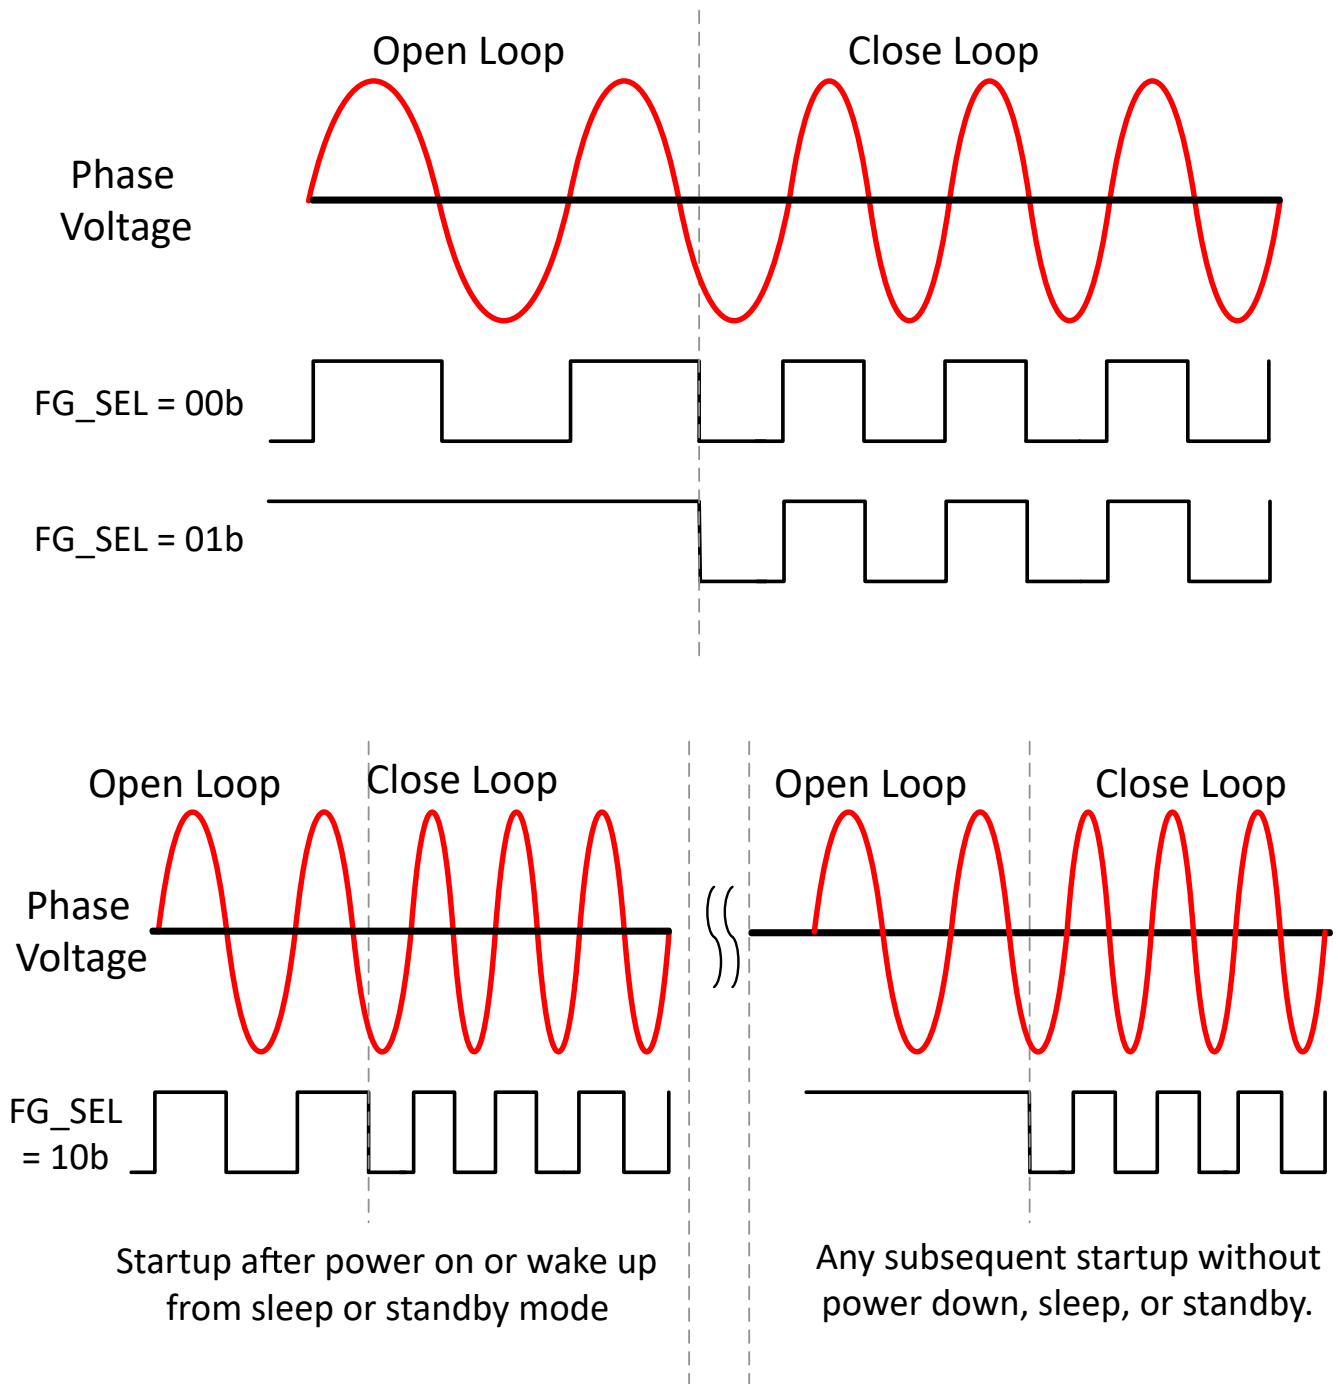 Open Loop
Close Loop
Phase
Voltage
FG_SEL = 00b
FG_SEL = 01b
Open Loop
Close Loop
Open Loop
Close Loop
Phase
Voltage
FG_SEL
= 10b
Startup after power on or wake up
from sleep or standby mode
Any subsequent startup without
power down, sleep, or standby.